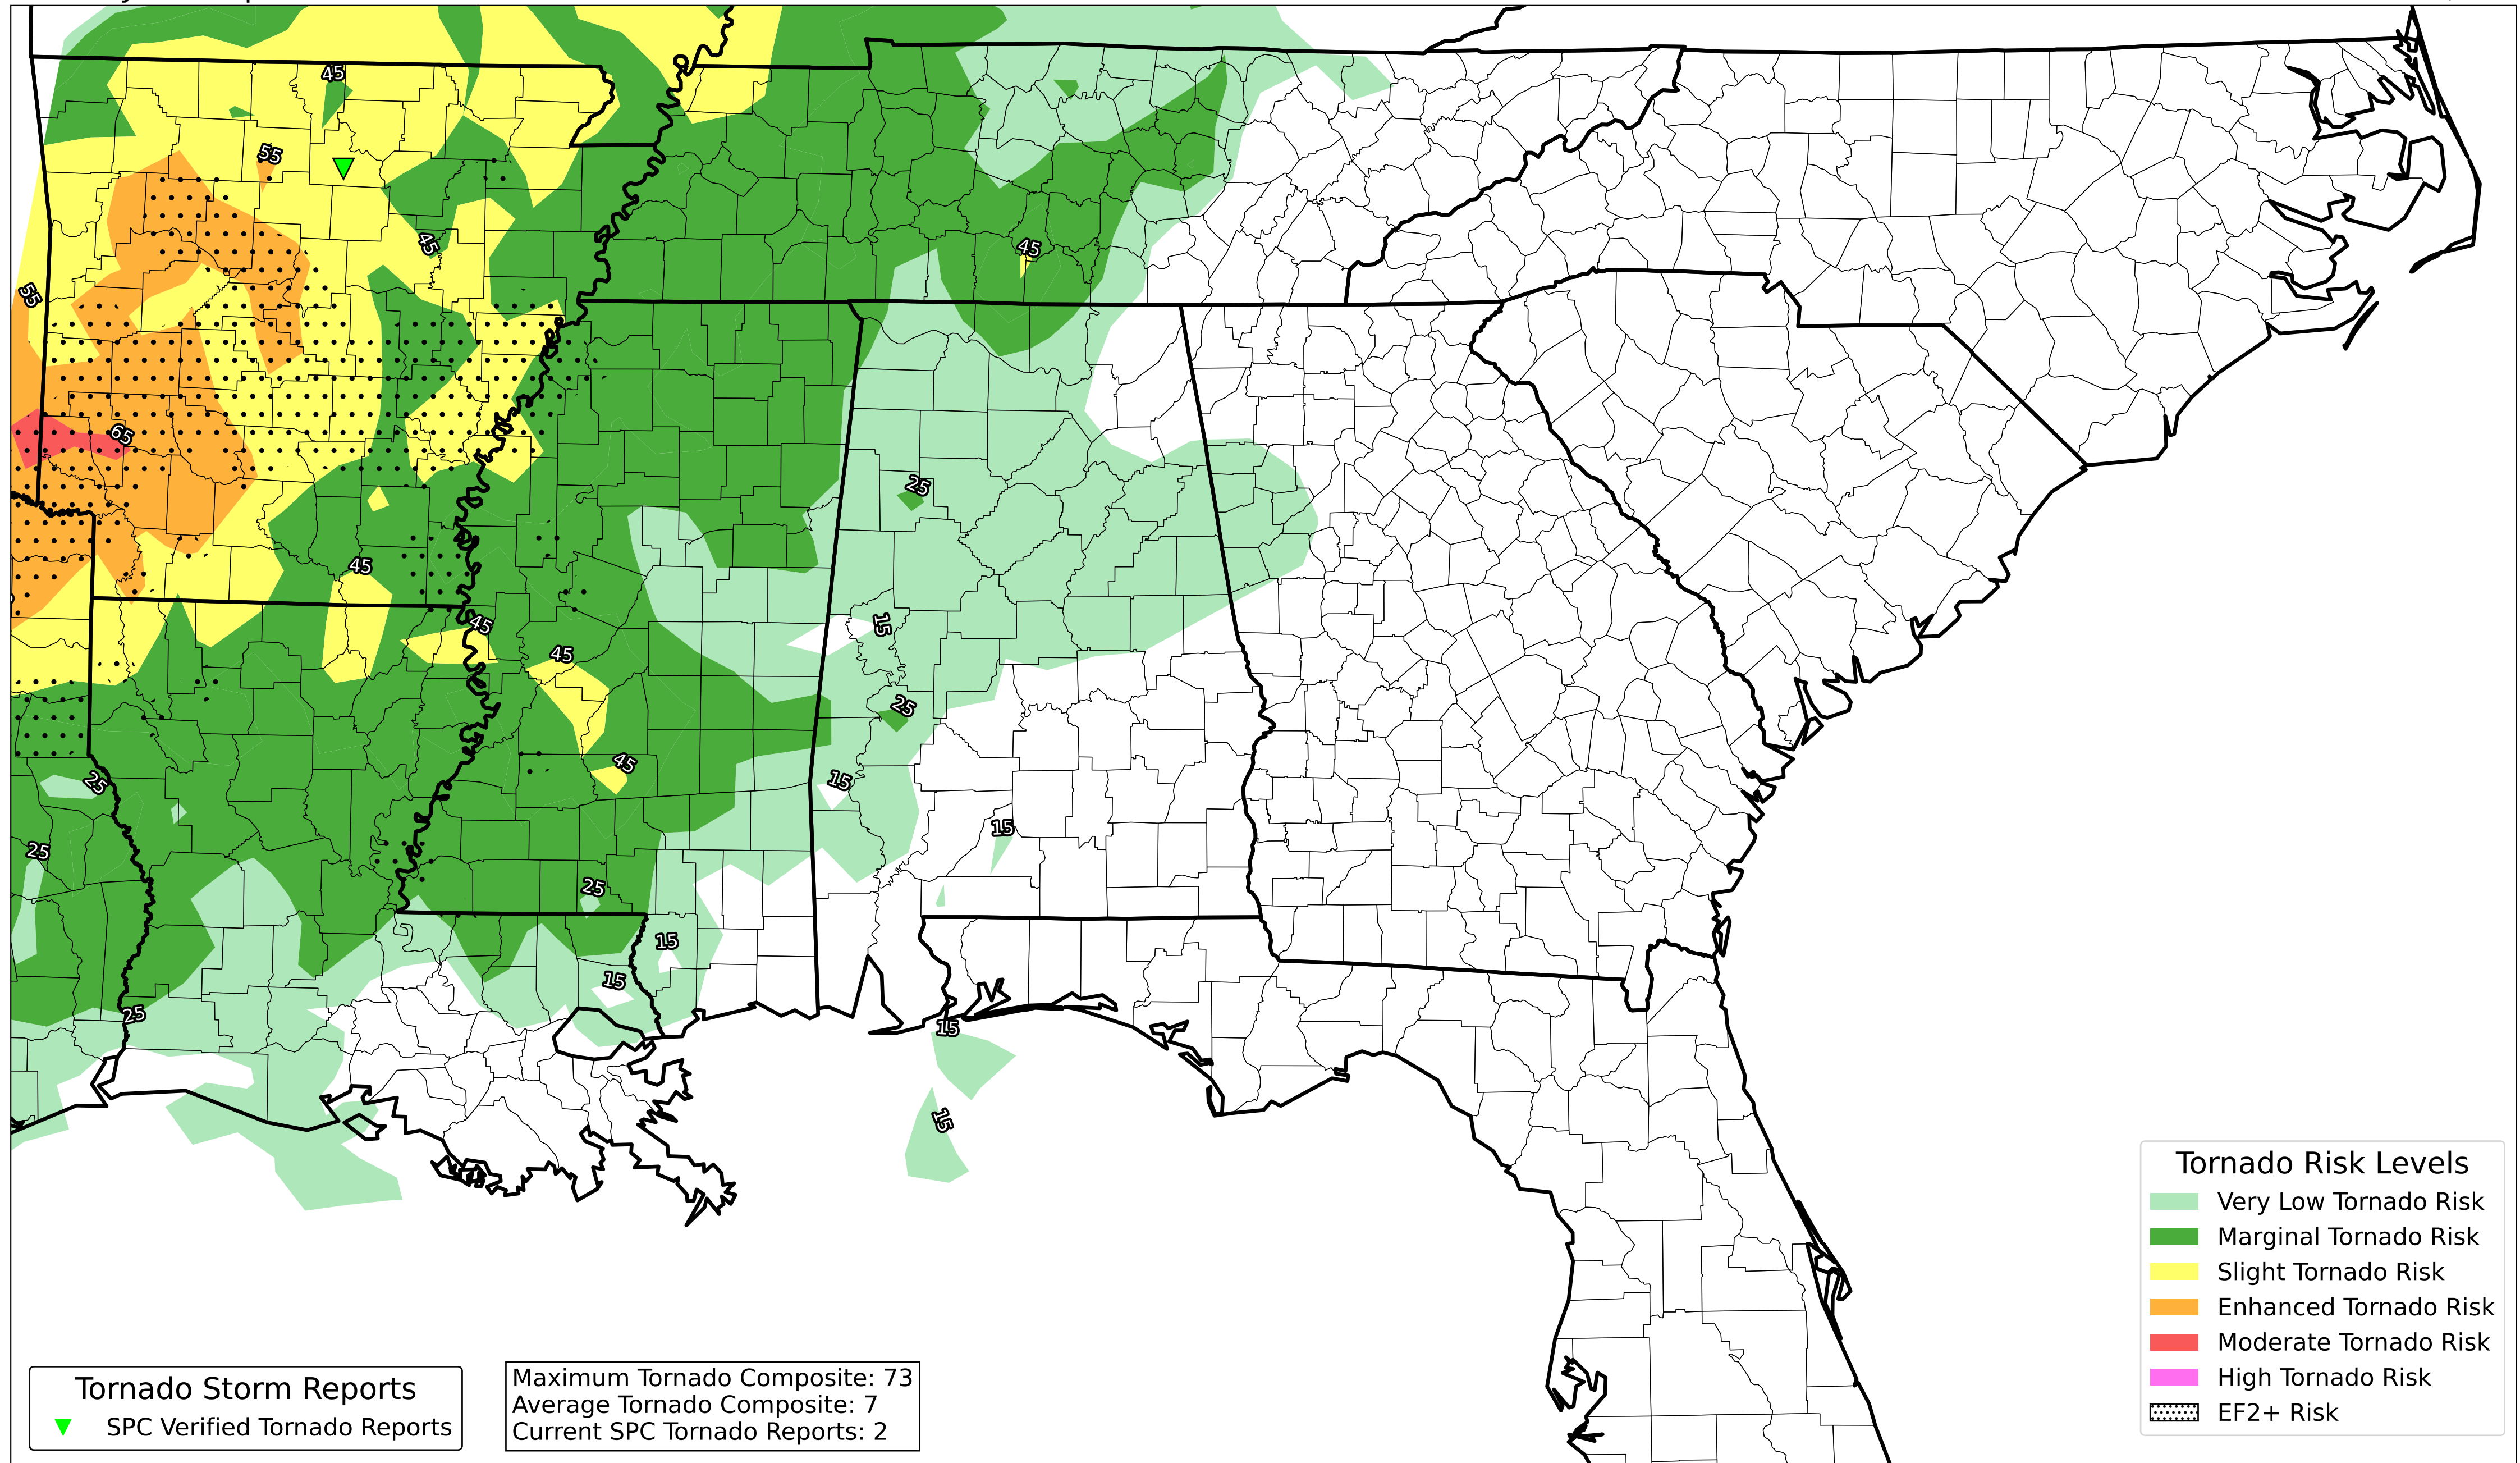 45
55
45
45
55
65
25
45
15
45
45
25
45
25
15
15
25
25
15
15
25
15
15
Tornado Risk Levels
Very Low Tornado Risk
Marginal Tornado Risk
Slight Tornado Risk
Enhanced Tornado Risk
Moderate Tornado Risk
High Tornado Risk
EF2+ Risk
Tornado Storm Reports
SPC Verified Tornado Reports
Maximum Tornado Composite: 73
Average Tornado Composite: 7
Current SPC Tornado Reports: 2